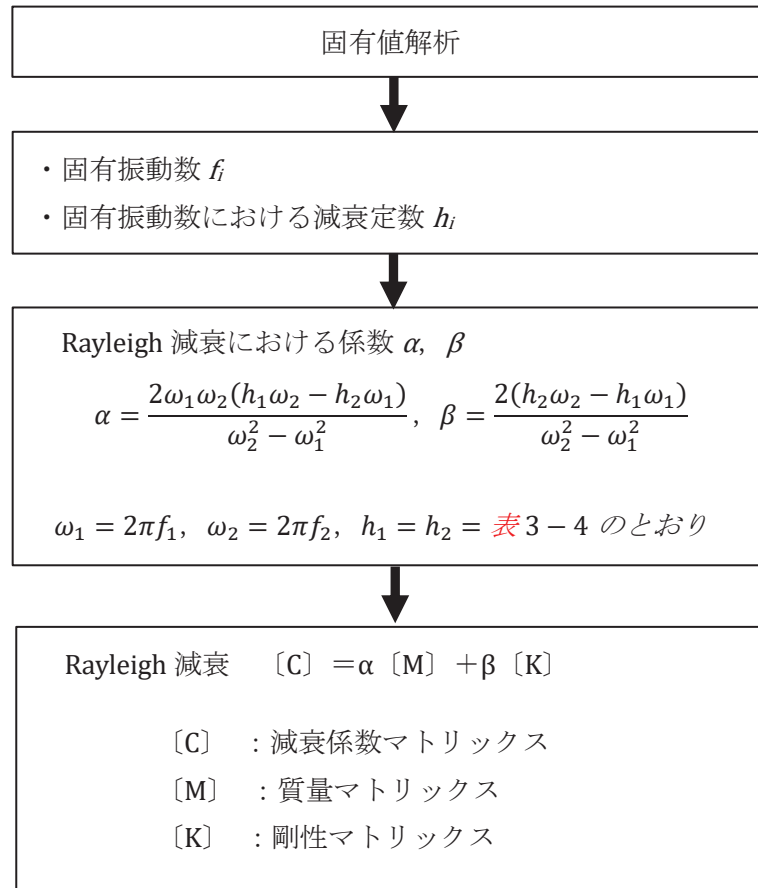 固有値解析
・固有振動数 fᵢ
・固有振動数における減衰定数 hᵢ
Rayleigh 減衰における係数 α, β
α = 2ω₁ω₂(h₁ω₂ − h₂ω₁) / (ω₂² − ω₁²), β = 2(h₂ω₂ − h₁ω₁) / (ω₂² − ω₁²)
ω₁ = 2πf₁, ω₂ = 2πf₂, h₁ = h₂ = 表 3 − 4 のとおり
Rayleigh 減衰 〔C〕＝α〔M〕＋β〔K〕
〔C〕：減衰係数マトリックス
〔M〕：質量マトリックス
〔K〕：剛性マトリックス